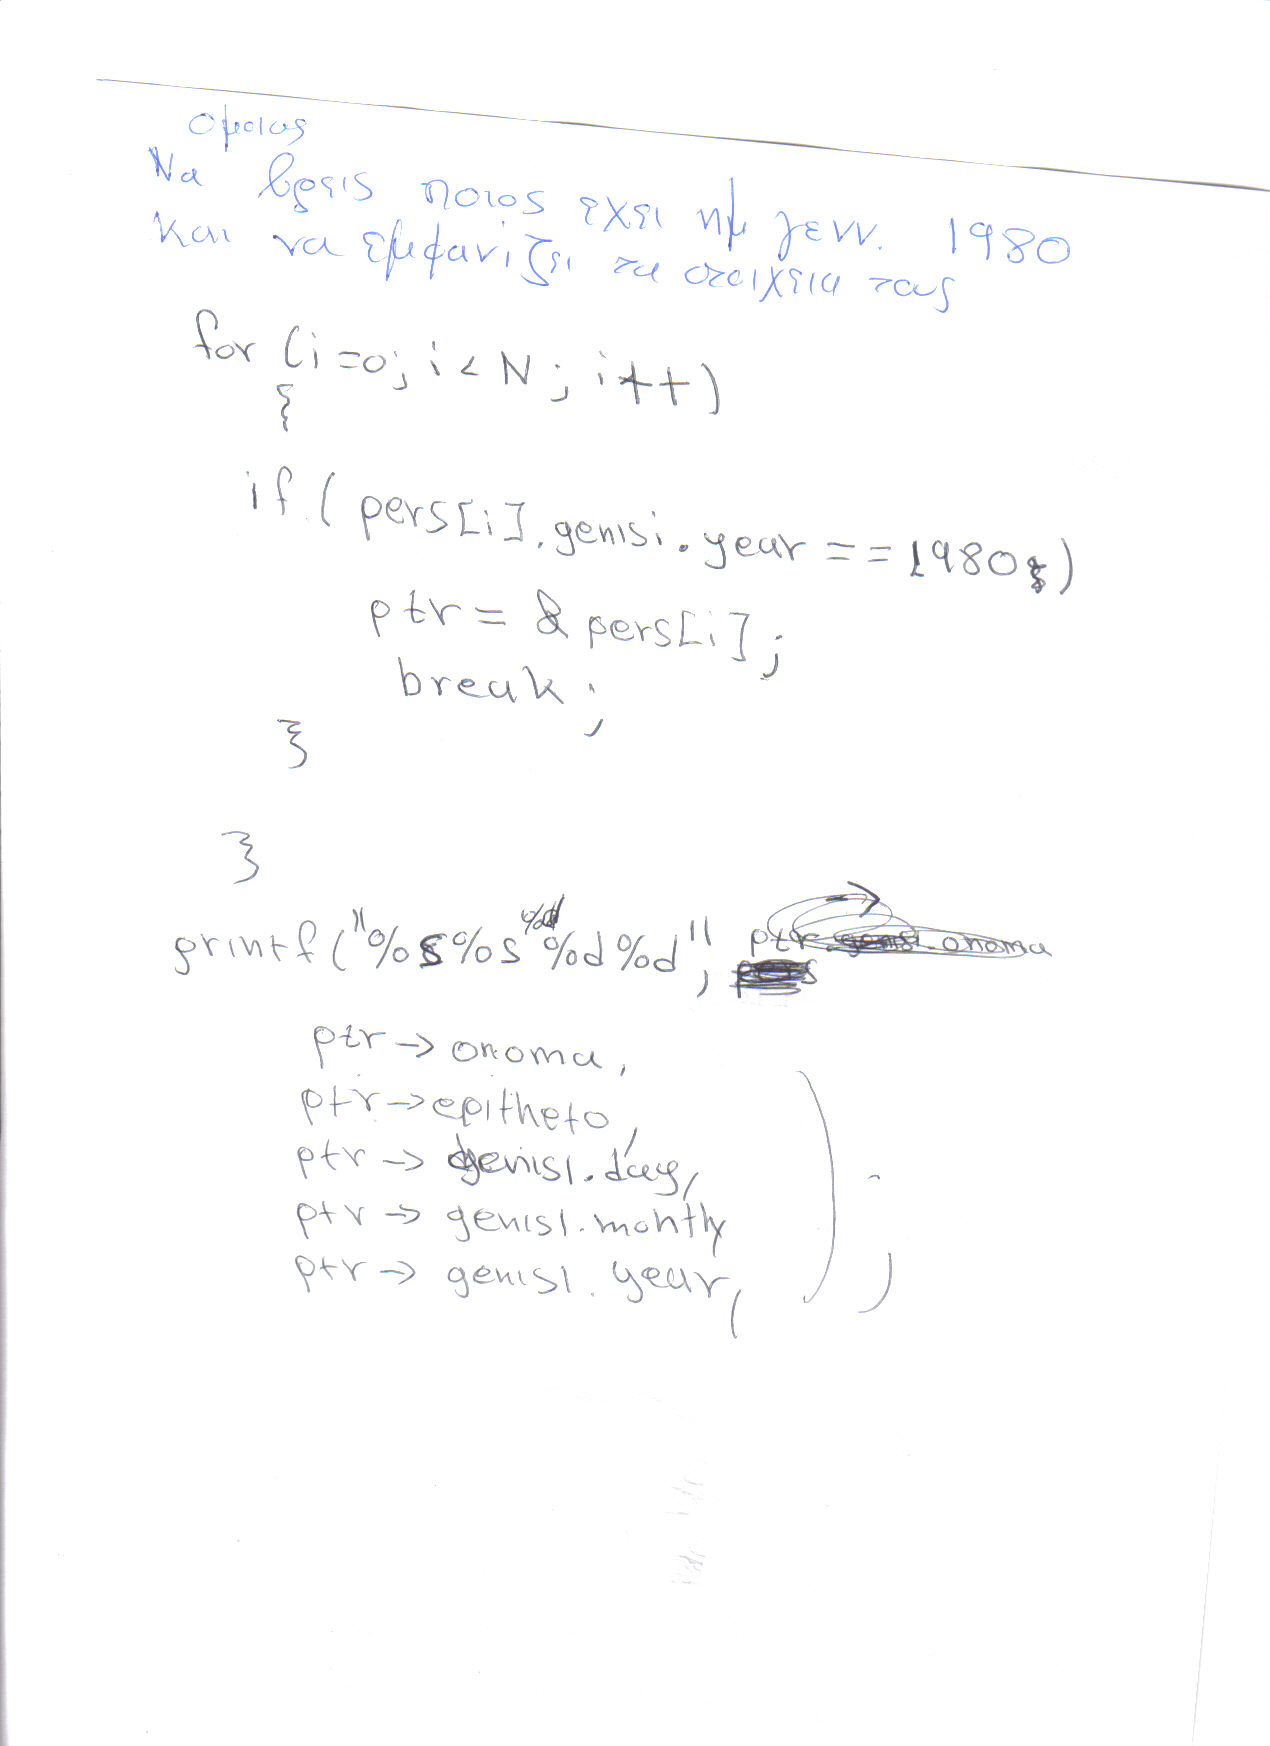 ομοιως
Να βρεις ποιος εχει ημ γενν. 1980
και να εμφανιζει τα στοιχεια τους
for (i=0; i < N; i++)
{
if ( pers[i].genisi.year == 1980)
ptr = & pers[i];
break;
}
}
printf("%s%s%d%d%d", ptr
ptr -> onoma,
ptr -> epitheto,
ptr -> genisi.day,
ptr -> genisi.month,
ptr -> genisi.year, );